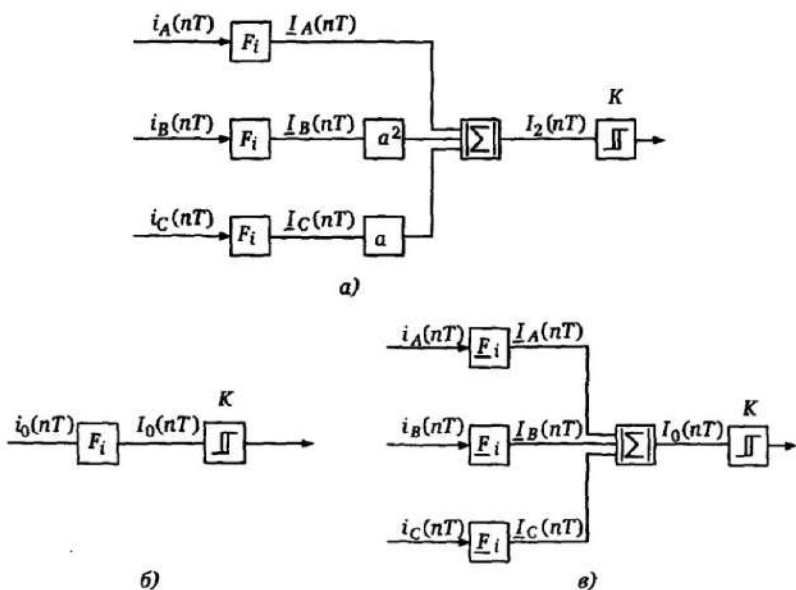 i_A(nT) F_i I_A(nT)
K
i_B(nT) F_i I_B(nT) a² |Σ| I_2(nT)
i_C(nT) F_i I_C(nT) a
а)
i_A(nT) F_i I_A(nT)
K K
i_0(nT) F_i I_0(nT) i_B(nT) F_i I_B(nT) |Σ| I_0(nT)
i_C(nT) F_i I_C(nT)
б) в)